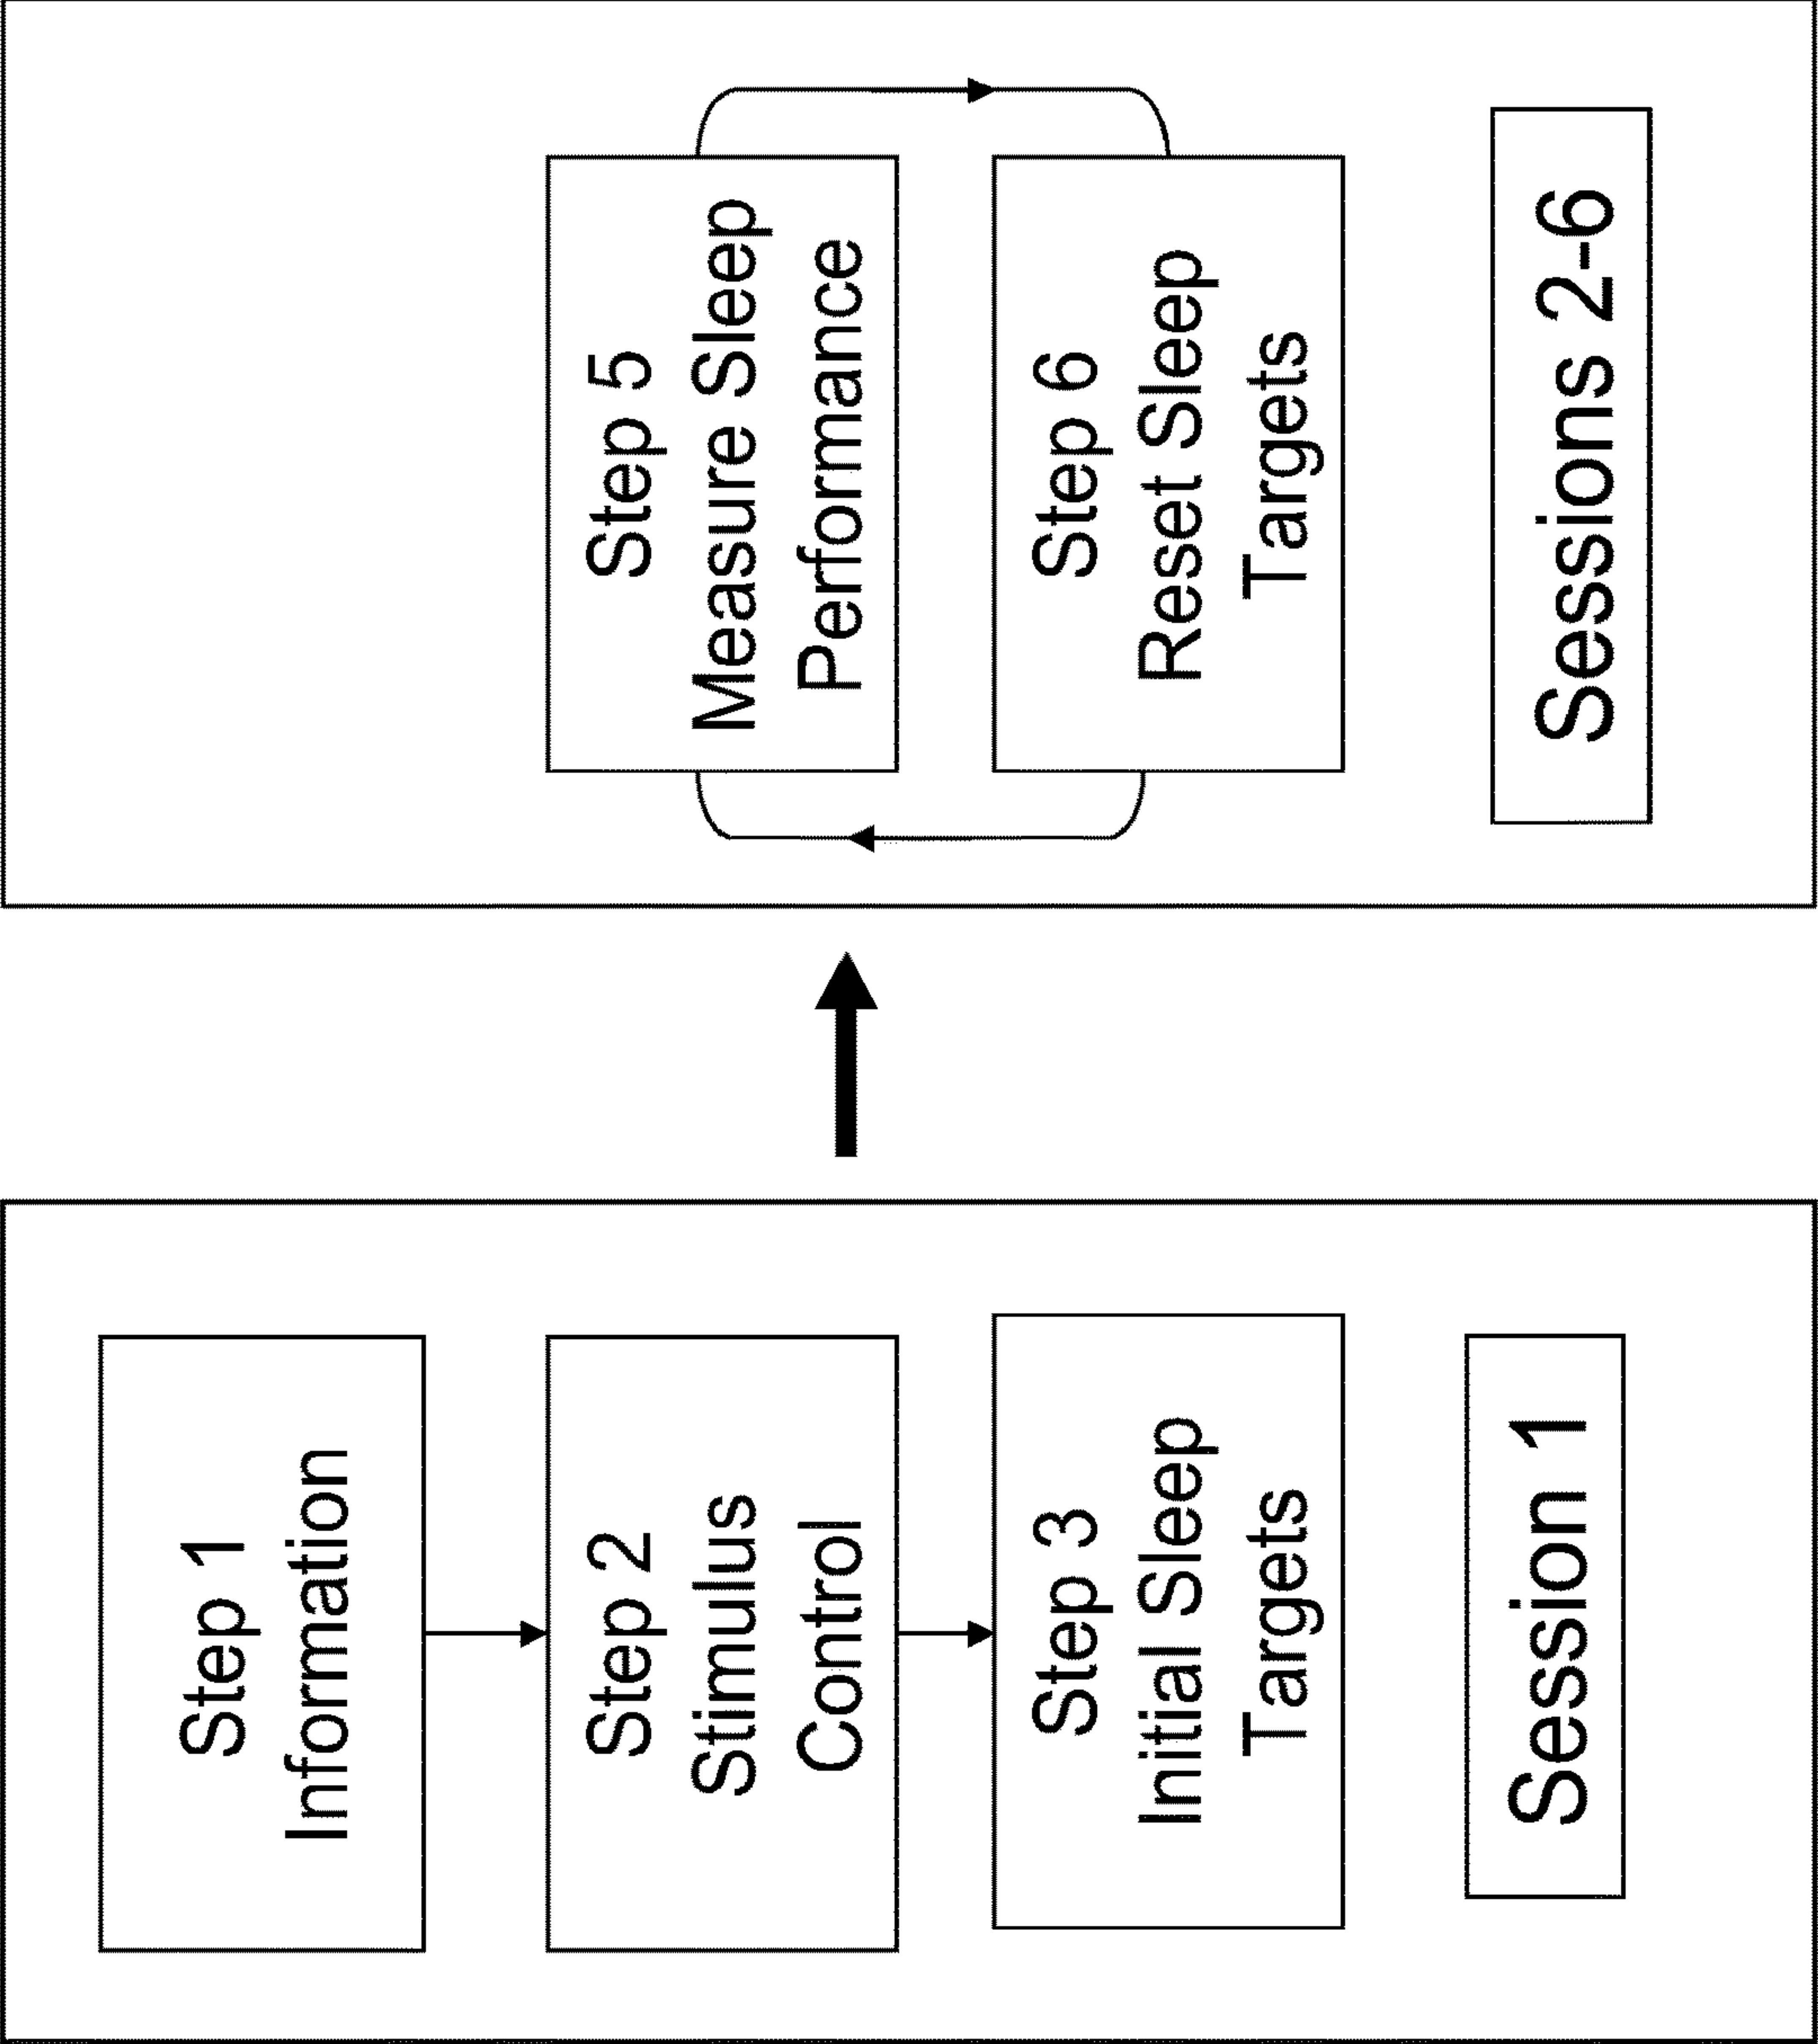 Step 1
Information
Step 2
Stimulus
Control
Step 3
Initial Sleep
Targets
Session 1
Step 5
Measure Sleep
Performance
Step 6
Reset Sleep
Targets
Sessions 2-6